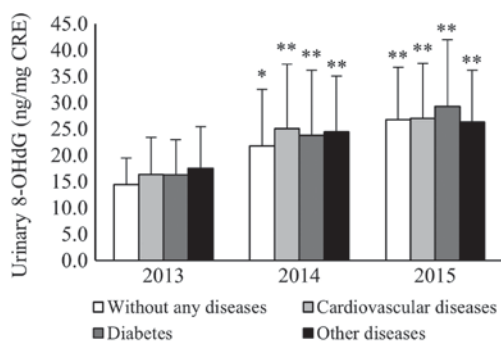 Urinary 8-OHdG (ng/mg CRE)
45.0
40.0
35.0
30.0
25.0
20.0
15.0
10.0
5.0
0.0
* ** ** **
** ** ** **
2013 2014 2015
Without any diseases Cardiovascular diseases
Diabetes Other diseases